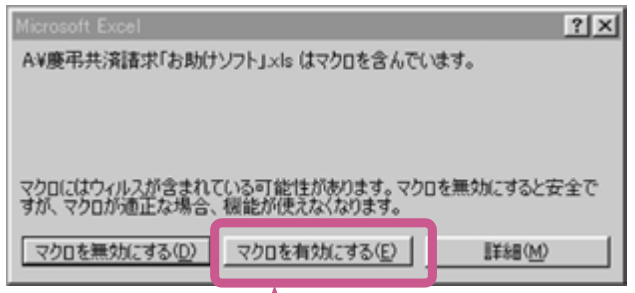 Microsoft Excel
A¥慶弔共済請求「お助けソフト」.xls はマクロを含んでいます。
マクロにはウィルスが含まれている可能性があります。マクロを無効にすると安全で
すが、マクロが適正な場合、機能が使えなくなります。
マクロを無効にする(D) マクロを有効にする(E) 詳細(M)